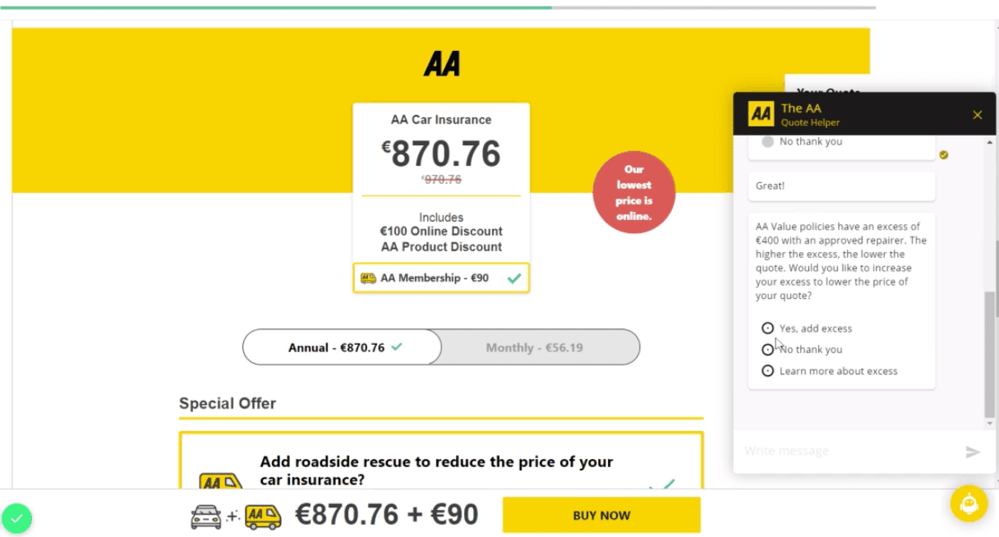 AA
AA Car Insurance
€870.76
€970.76
Includes
€100 Online Discount
AA Product Discount
AA Membership - €90
Our
lowest
price is
online.
Annual - €870.76
Monthly - €56.19
Special Offer
Add roadside rescue to reduce the price of your
car insurance?
AA
AA
€870.76 + €90
BUY NOW
Your Quote
AA
The AA
Quote Helper
No thank you
Great!
AA Value policies have an excess of
€400 with an approved repairer. The
higher the excess, the lower the
quote. Would you like to increase
your excess to lower the price of
your quote?
Yes, add excess
No thank you
Learn more about excess
Write message